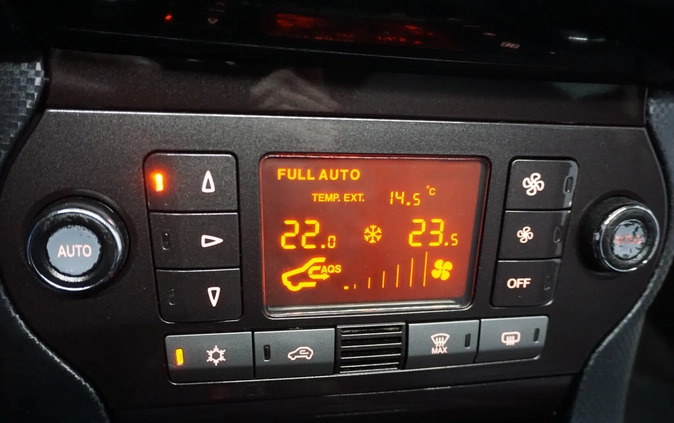 FULL AUTO
TEMP. EXT. 14.5 °C
22.0 23.5
AQS
AUTO
OFF
MAX